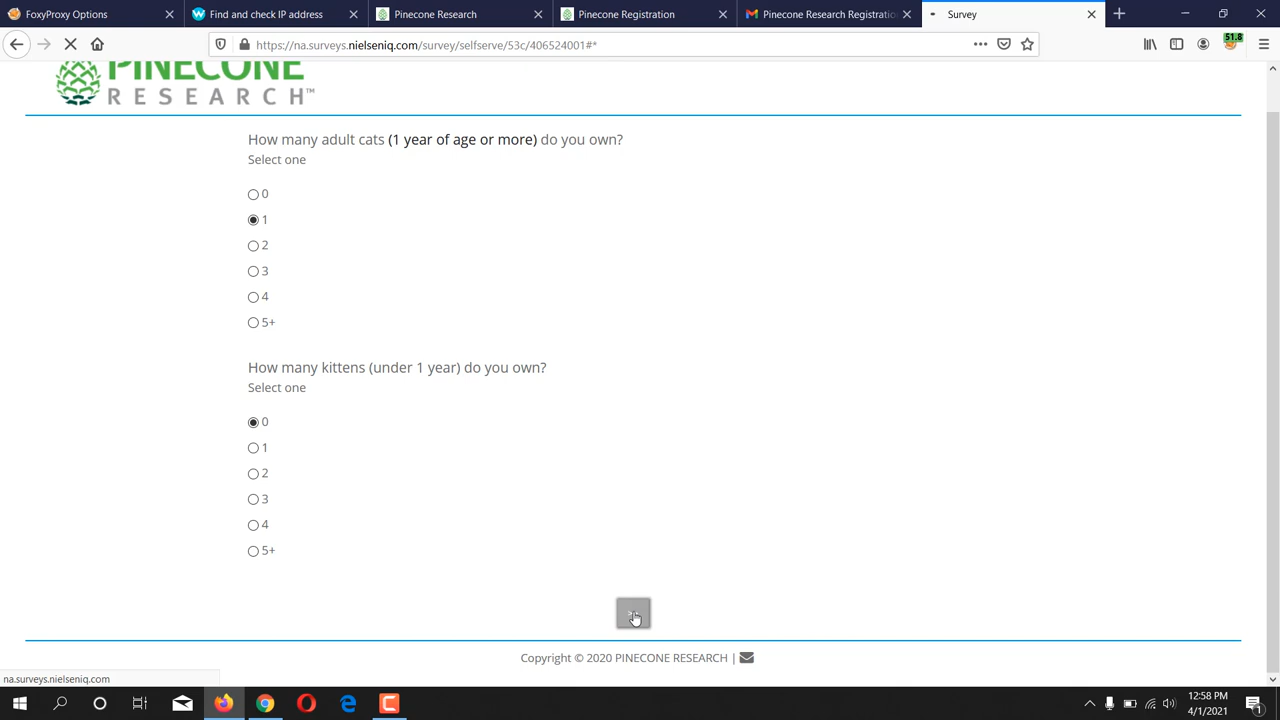 FoxyProxy Options
Find and check IP address
Pinecone Research
Pinecone Registration
Pinecone Research Registration
Survey
51.8
https://na.surveys.nielseniq.com/survey/selfserve/53c/406524001#*
PINECONE
RESEARCH™
How many adult cats (1 year of age or more) do you own?
Select one
0
1
2
3
4
5+
How many kittens (under 1 year) do you own?
Select one
0
1
2
3
4
5+
Copyright © 2020 PINECONE RESEARCH |
na.surveys.nielseniq.com
12:58 PM
4/1/2021
1